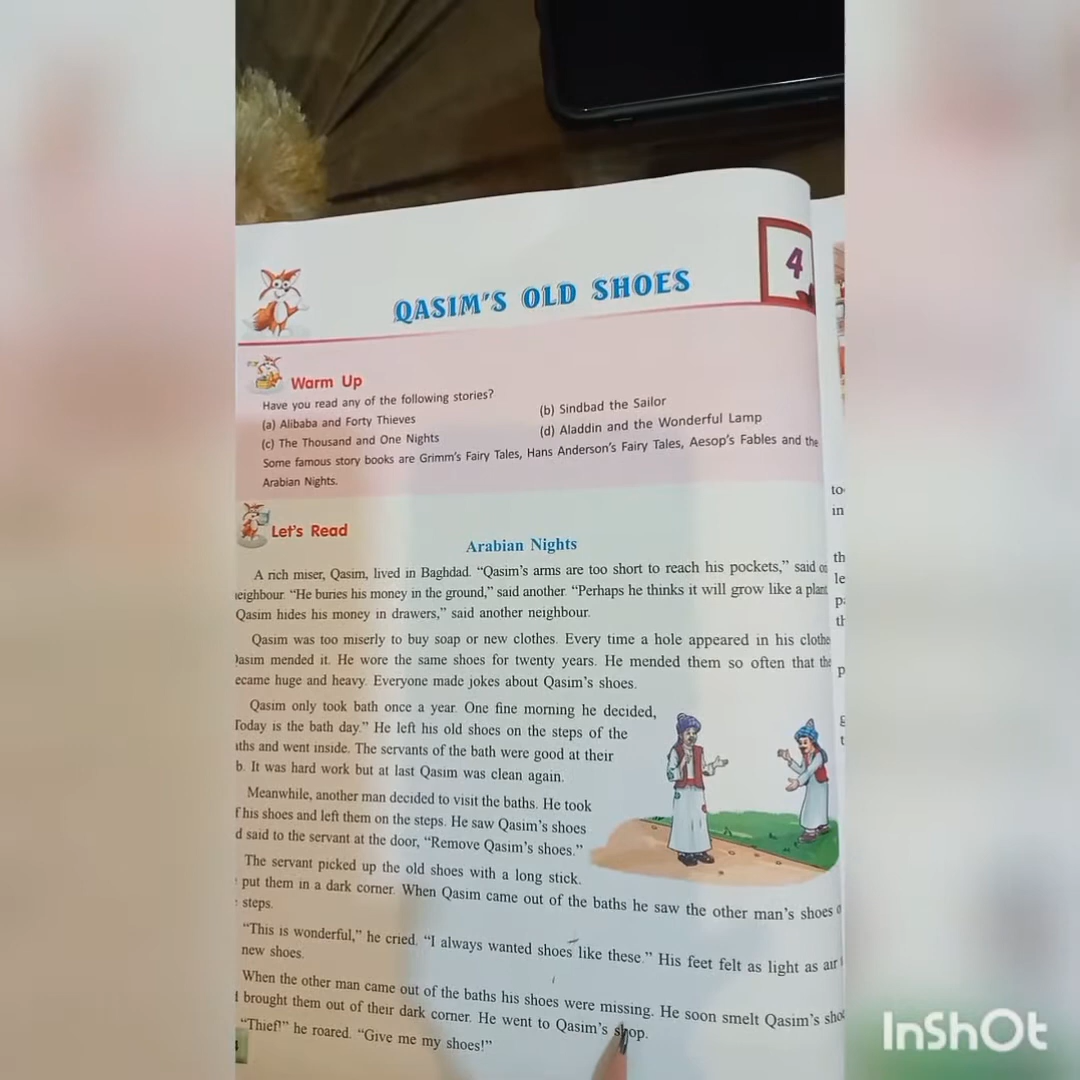 4
QASIM'S OLD SHOES
Warm Up
Have you read any of the following stories?
(a) Alibaba and Forty Thieves
(b) Sindbad the Sailor
(c) The Thousand and One Nights
(d) Aladdin and the Wonderful Lamp
Some famous story books are Grimm's Fairy Tales, Hans Anderson's Fairy Tales, Aesop's Fables and the
Arabian Nights.
Let's Read
Arabian Nights
A rich miser, Qasim, lived in Baghdad. "Qasim's arms are too short to reach his pockets," said
eighbour. "He buries his money in the ground," said another. "Perhaps he thinks it will grow like a plant
Qasim hides his money in drawers," said another neighbour.
Qasim was too miserly to buy soap or new clothes. Every time a hole appeared in his clothe
Qasim mended it. He wore the same shoes for twenty years. He mended them so often that the
ecame huge and heavy. Everyone made jokes about Qasim's shoes.
Qasim only took bath once a year. One fine morning he decided,
Today is the bath day." He left his old shoes on the steps of the
ths and went inside. The servants of the bath were good at their
b. It was hard work but at last Qasim was clean again.
Meanwhile, another man decided to visit the baths. He took
f his shoes and left them on the steps. He saw Qasim's shoes
d said to the servant at the door, "Remove Qasim's shoes."
The servant picked up the old shoes with a long stick.
put them in a dark corner. When Qasim came out of the baths he saw the other man's shoes
steps.
"This is wonderful," he cried. "I always wanted shoes like these." His feet felt as light as air
new shoes.
When the other man came out of the baths his shoes were missing. He soon smelt Qasim's sho
brought them out of their dark corner. He went to Qasim's shop.
"Thief!" he roared. "Give me my shoes!"
to
in
th
le
p
th
p
g
t
InShOt